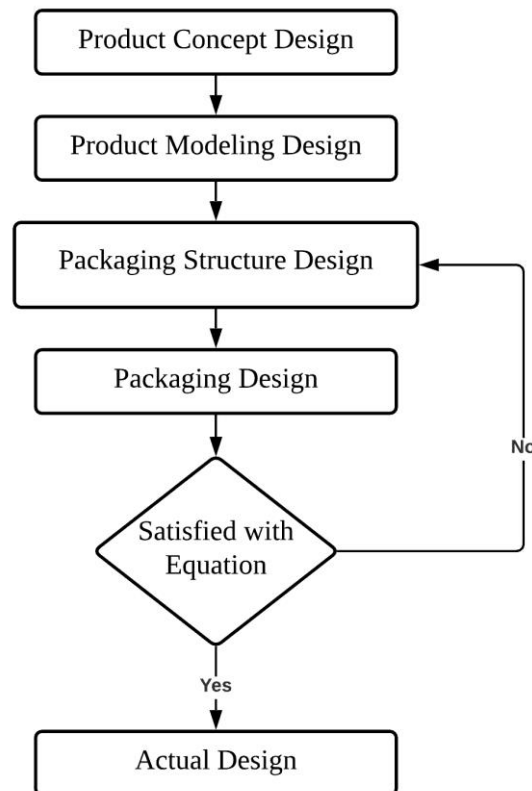 Product Concept Design
Product Modeling Design
Packaging Structure Design
Packaging Design
No
Satisfied with
Equation
Yes
Actual Design